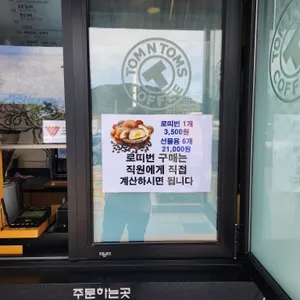 TOM N TOMS
COFFEE
로띠번 1개
3,500원
선물용 6개
21,000원
로띠번 구매는
직원에게 직접
계산하시면 됩니다
주문하는곳